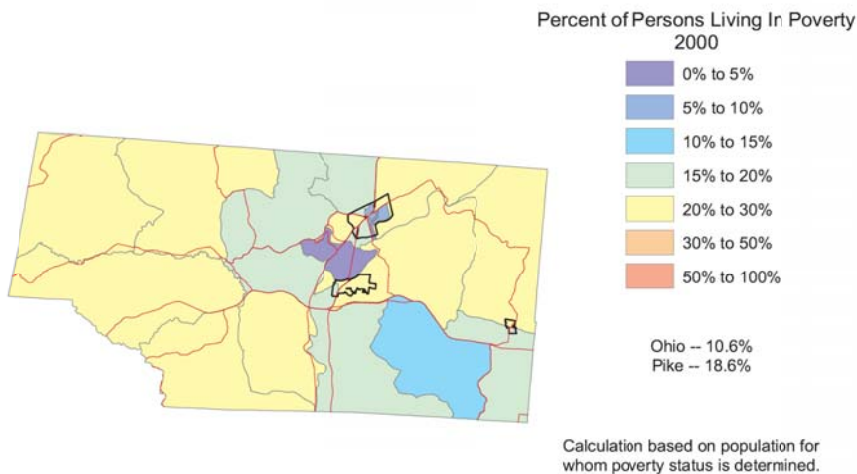 Percent of Persons Living In Poverty
2000
0% to 5%
5% to 10%
10% to 15%
15% to 20%
20% to 30%
30% to 50%
50% to 100%
Ohio -- 10.6%
Pike -- 18.6%
Calculation based on population for
whom poverty status is determined.